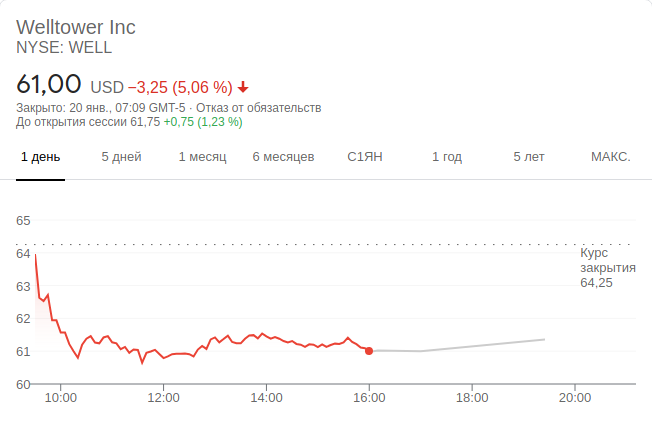 Welltower Inc
NYSE: WELL
61,00 USD −3,25 (5,06 %)
Закрыто: 20 янв., 07:09 GMT-5 · Отказ от обязательств
До открытия сессии 61,75 +0,75 (1,23 %)
1 день 5 дней 1 месяц 6 месяцев С1ЯН 1 год 5 лет МАКС.
65
64
63
62
61
60
Курс
закрытия
64,25
10:00 12:00 14:00 16:00 18:00 20:00